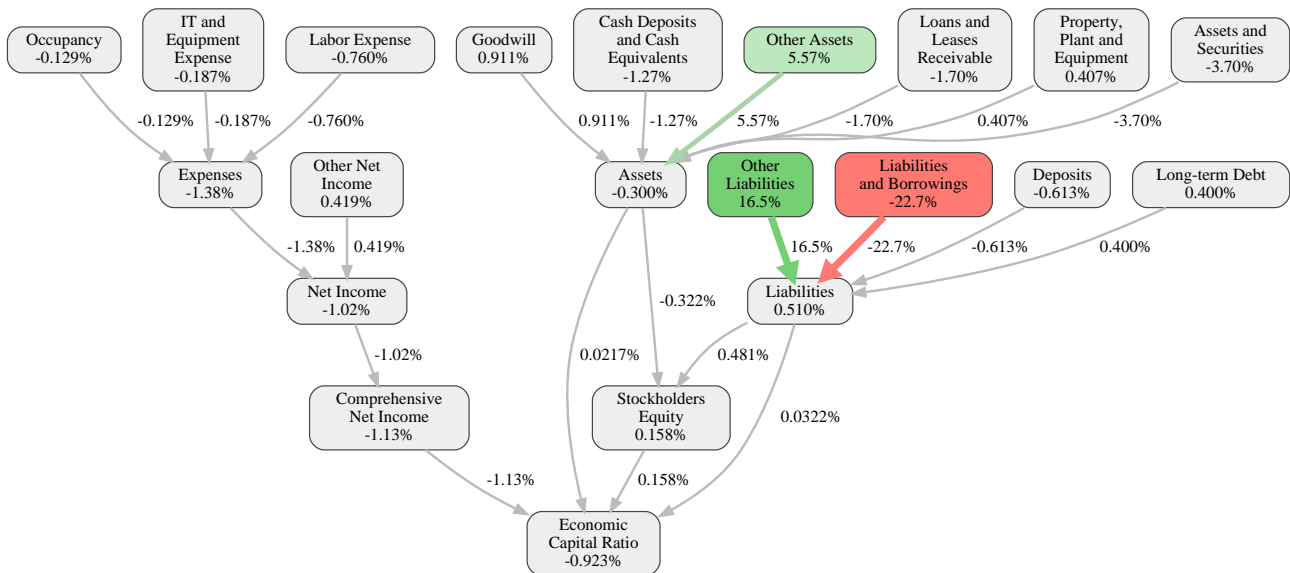 Occupancy
-0.129%
IT and
Equipment
Expense
-0.187%
Labor Expense
-0.760%
Goodwill
0.911%
Cash Deposits
and Cash
Equivalents
-1.27%
Other Assets
5.57%
Loans and
Leases
Receivable
-1.70%
Property,
Plant and
Equipment
0.407%
Assets and
Securities
-3.70%
-0.129%
-0.187%
-0.760%
0.911%
-1.27%
5.57%
-1.70%
0.407%
-3.70%
Expenses
-1.38%
Other Net
Income
0.419%
Assets
-0.300%
Other
Liabilities
16.5%
Liabilities
and Borrowings
-22.7%
Deposits
-0.613%
Long-term Debt
0.400%
-1.38%
0.419%
16.5%
-22.7%
-0.613%
0.400%
Net Income
-1.02%
-0.322%
Liabilities
0.510%
-1.02%
0.0217%
0.481%
Comprehensive
Net Income
-1.13%
Stockholders
Equity
0.158%
0.0322%
-1.13%
0.158%
Economic
Capital Ratio
-0.923%